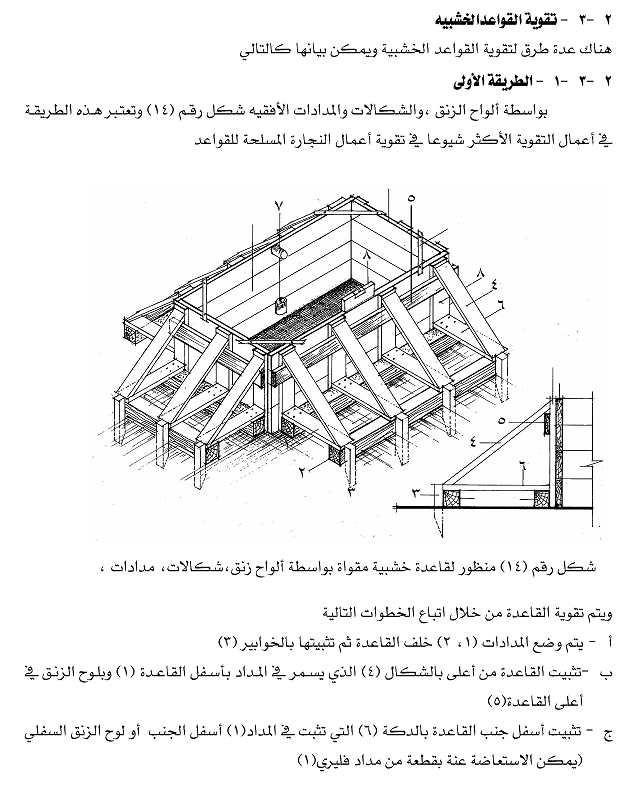 ٢ -٣ - تقوية القواعد الخشبيه
هناك عدة طرق لتقوية القواعد الخشبية ويمكن بيانها كالتالي
٢ -٣ -١ - الطريقة الأولى
بواسطة ألواح الزنق ،والشكالات والمدادات الأفقيه شكل رقم (١٤) وتعتبر هذه الطريقة
في أعمال التقوية الأكثر شيوعا في تقوية أعمال النجارة المسلحة للقواعد
٧
٥
٨
٨
٤
٦
٢
٣
٥
٤
٦
٣
شكل رقم (١٤) منظور لقاعدة خشبية مقواة بواسطة ألواح زنق،شكالات، مدادات ،
ويتم تقوية القاعدة من خلال اتباع الخطوات التالية
أ - يتم وضع المدادات (١، ٢) خلف القاعدة ثم تثبيتها بالخوابير (٣)
ب -تثبيت القاعدة من أعلى بالشكال (٤) الذي يسمر في المداد بأسفل القاعدة (١) وبلوح الزنق في
أعلى القاعدة(٥)
ج - تثبيت أسفل جنب القاعدة بالدكة (٦) التي تثبت في المداد(١) أسفل الجنب أو لوح الزنق السفلي
(يمكن الاستعاضة عنة بقطعة من مداد فليري(١)